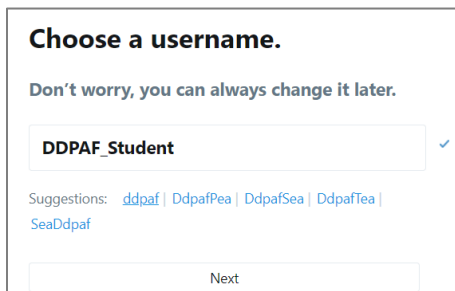 Choose a username.
Don’t worry, you can always change it later.
DDPAF_Student
Suggestions: ddpaf | DdpafPea | DdpafSea | DdpafTea |
SeaDdpaf
Next